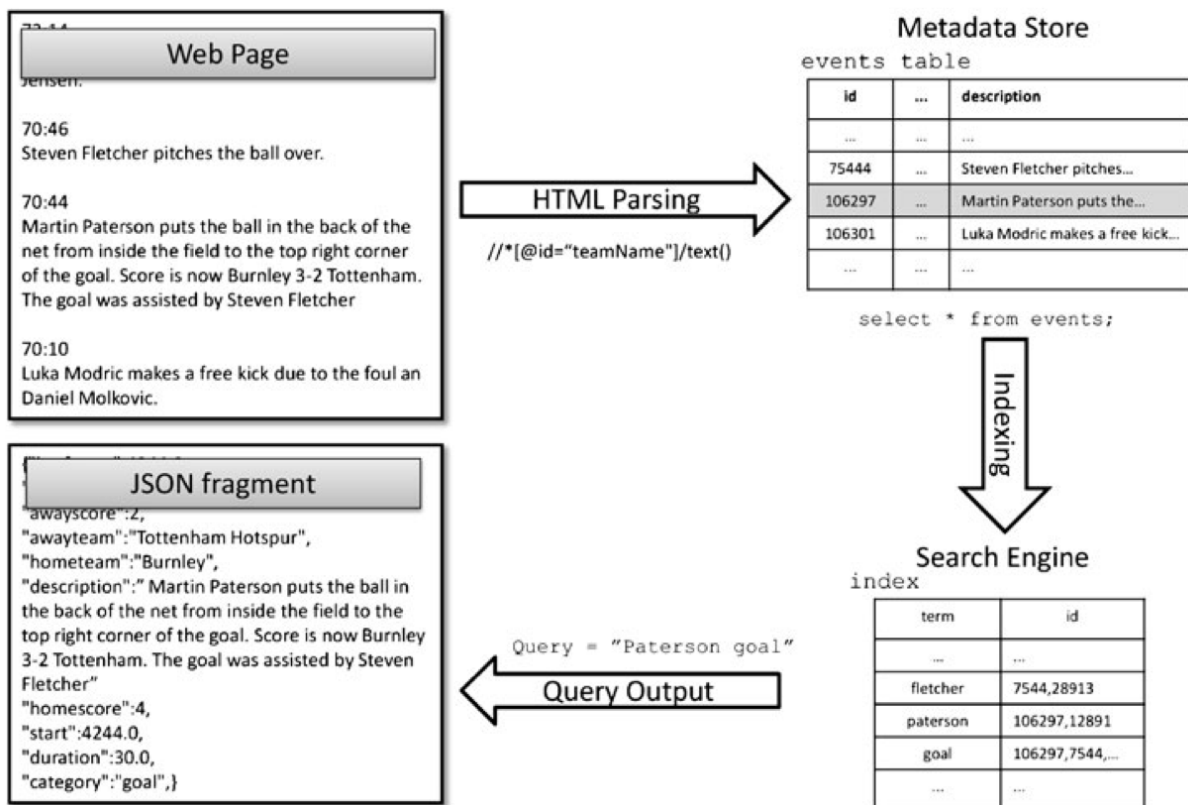 Web Page
Jensen.
70:46
Steven Fletcher pitches the ball over.
70:44
Martin Paterson puts the ball in the back of the
net from inside the field to the top right corner
of the goal. Score is now Burnley 3-2 Tottenham.
The goal was assisted by Steven Fletcher
70:10
Luka Modric makes a free kick due to the foul an
Daniel Molkovic.
HTML Parsing
//*[@id=“teamName"]/text()
Metadata Store
events table
id ... description
... ... ...
75444 ... Steven Fletcher pitches...
106297 ... Martin Paterson puts the...
106301 ... Luka Modric makes a free kick...
... ... ...
select * from events;
Indexing
Search Engine
index
term id
... ...
fletcher 7544,28913
paterson 106297,12891
goal 106297,7544,...
... ...
Query = ”Paterson goal”
Query Output
JSON fragment
"awayscore":2,
"awayteam":"Tottenham Hotspur",
"hometeam":"Burnley",
"description":” Martin Paterson puts the ball in
the back of the net from inside the field to the
top right corner of the goal. Score is now Burnley
3-2 Tottenham. The goal was assisted by Steven
Fletcher”
"homescore":4,
"start":4244.0,
"duration":30.0,
"category":"goal",}